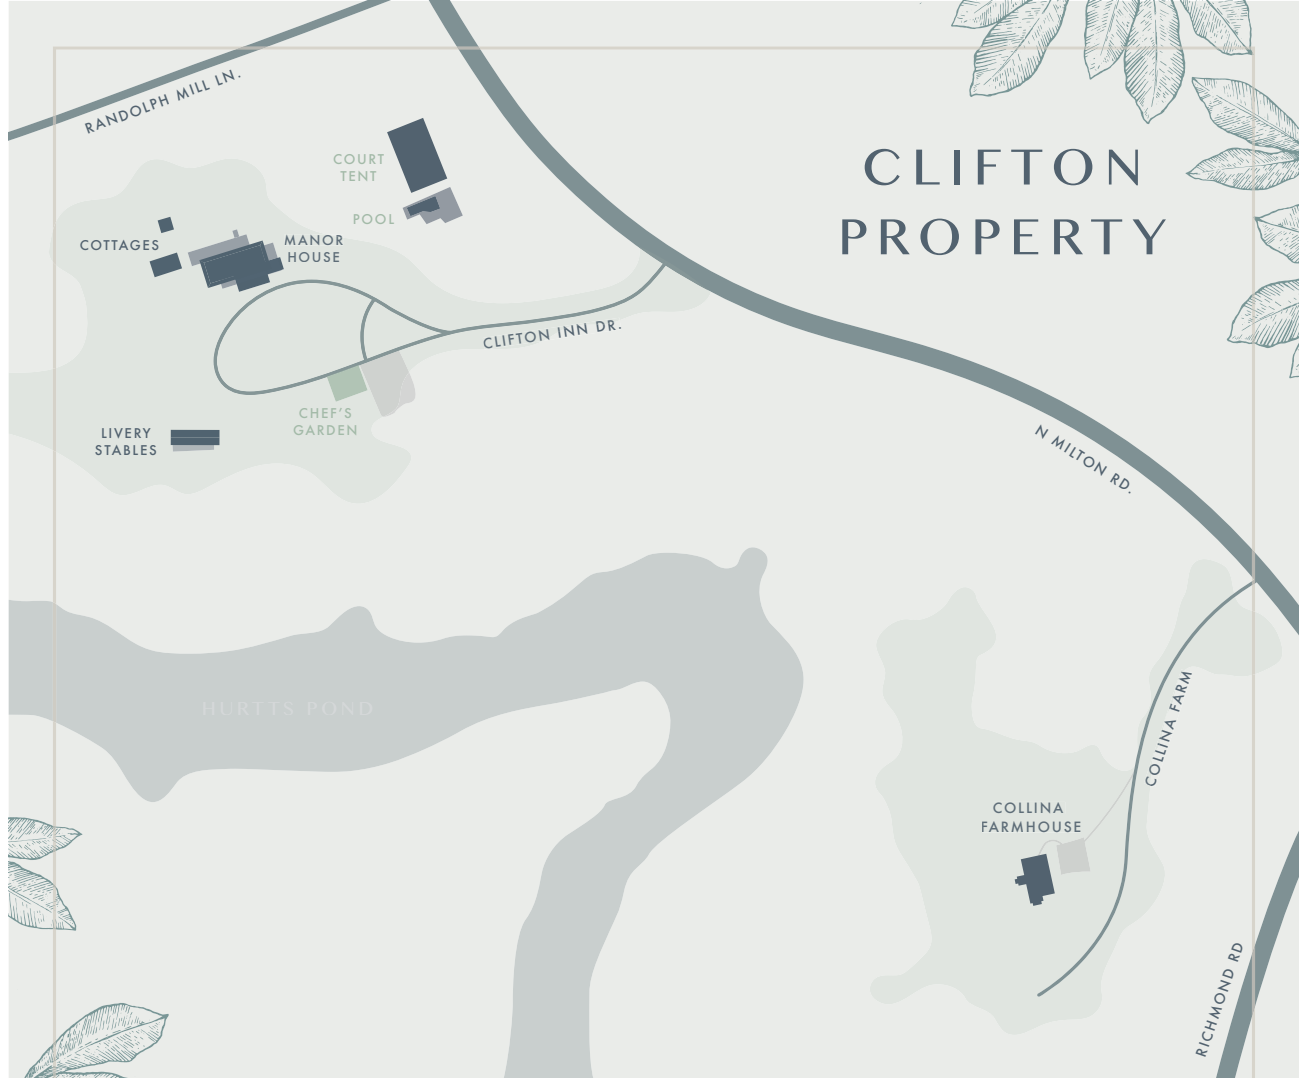 RANDOLPH MILL LN.
CLIFTON
PROPERTY
COURT
TENT
POOL
COTTAGES
MANOR
HOUSE
CLIFTON INN DR.
CHEF'S
GARDEN
LIVERY
STABLES
N MILTON RD.
HURTTS POND
COLLINA FARM
COLLINA
FARMHOUSE
RICHMOND RD